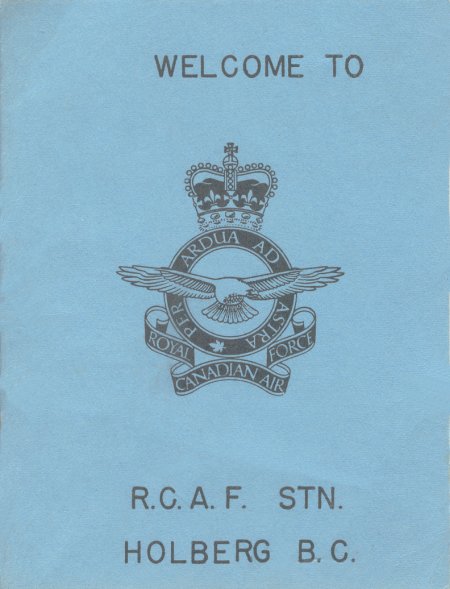 WELCOME TO
PER ARDUA AD ASTRA
ROYAL CANADIAN AIR FORCE
R.C.A.F. STN.
HOLBERG B.C.